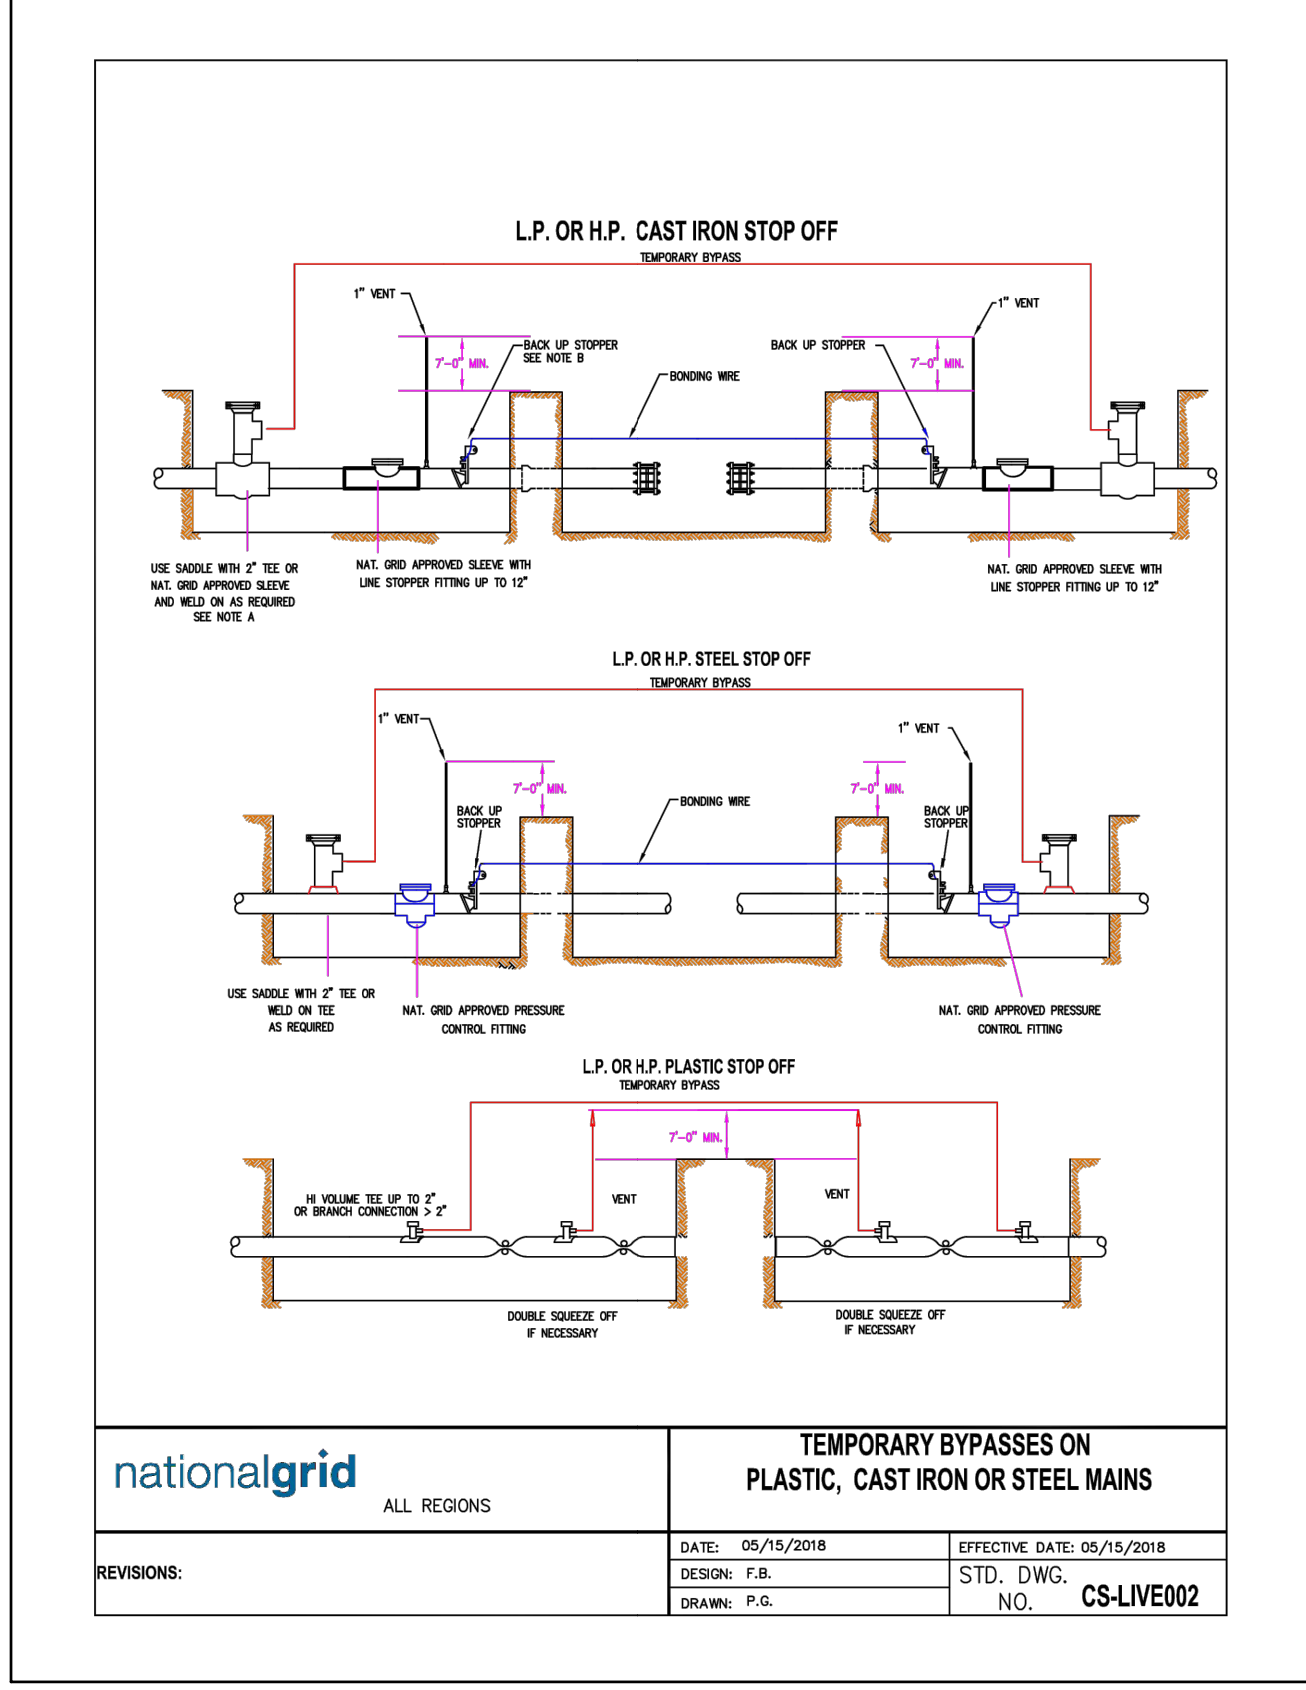 L.P. OR H.P. CAST IRON STOP OFF
TEMPORARY BYPASS
1" VENT
1" VENT
BACK UP STOPPER
SEE NOTE B
BACK UP STOPPER
7'-0" MIN.
7'-0" MIN.
BONDING WIRE
USE SADDLE WITH 2" TEE OR
NAT. GRID APPROVED SLEEVE
AND WELD ON AS REQUIRED
SEE NOTE A
NAT. GRID APPROVED SLEEVE WITH
LINE STOPPER FITTING UP TO 12"
NAT. GRID APPROVED SLEEVE WITH
LINE STOPPER FITTING UP TO 12"
L.P. OR H.P. STEEL STOP OFF
TEMPORARY BYPASS
1" VENT
1" VENT
7'-0" MIN.
7'-0" MIN.
BACK UP
STOPPER
BONDING WIRE
BACK UP
STOPPER
USE SADDLE WITH 2" TEE OR
WELD ON TEE
AS REQUIRED
NAT. GRID APPROVED PRESSURE
CONTROL FITTING
NAT. GRID APPROVED PRESSURE
CONTROL FITTING
L.P. OR H.P. PLASTIC STOP OFF
TEMPORARY BYPASS
7'-0" MIN.
HI VOLUME TEE UP TO 2"
OR BRANCH CONNECTION > 2"
VENT
VENT
DOUBLE SQUEEZE OFF
IF NECESSARY
DOUBLE SQUEEZE OFF
IF NECESSARY
nationalgrid
ALL REGIONS
TEMPORARY BYPASSES ON
PLASTIC, CAST IRON OR STEEL MAINS
REVISIONS:
DATE: 05/15/2018
EFFECTIVE DATE: 05/15/2018
DESIGN: F.B.
DRAWN: P.G.
STD. DWG.
NO. CS-LIVE002